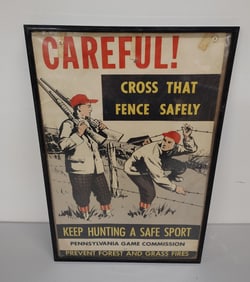 CAREFUL!
CROSS THAT
FENCE SAFELY
KEEP HUNTING A SAFE SPORT
PENNSYLVANIA GAME COMMISSION
PREVENT FOREST AND GRASS FIRES